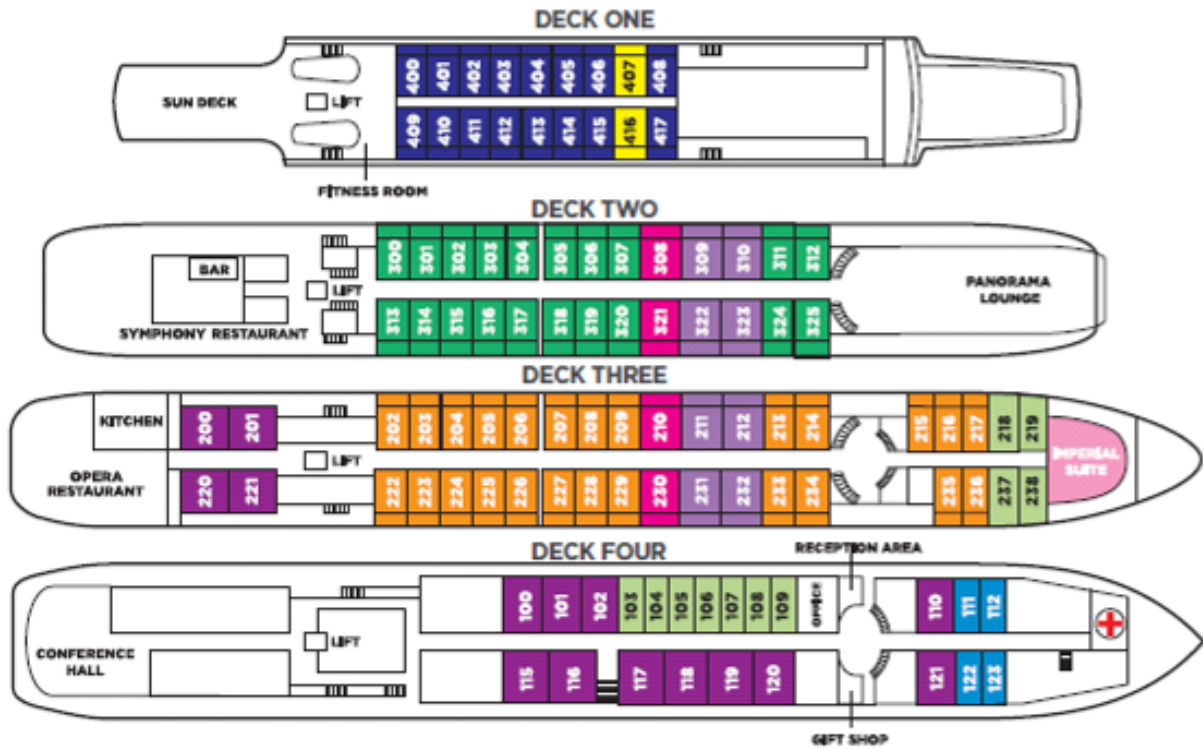 DECK ONE
400 401 402 403 404 405 406 407 408
SUN DECK
LIFT
409 410 411 412 413 414 415 416 417
FITNESS ROOM
DECK TWO
300 301 302 303 304 305 306 307 308 309 310 311 312
BAR
LIFT
PANORAMA
LOUNGE
SYMPHONY RESTAURANT
313 314 315 316 317 318 319 320 321 322 323 324 325
DECK THREE
KITCHEN
200 201 202 203 204 205 206 207 208 209 210 211 212 213 214 215 216 217 218 219
LIFT
IMPERIAL
SUITE
OPERA
RESTAURANT
220 221 222 223 224 225 226 227 228 229 230 231 232 233 234 235 236 237 238
DECK FOUR
RECEPTION AREA
100 101 102 103 104 105 106 107 108 109 OFFICE 110 111 112
LIFT
CONFERENCE
HALL
115 116 117 118 119 120 121 122 123
GIFT SHOP